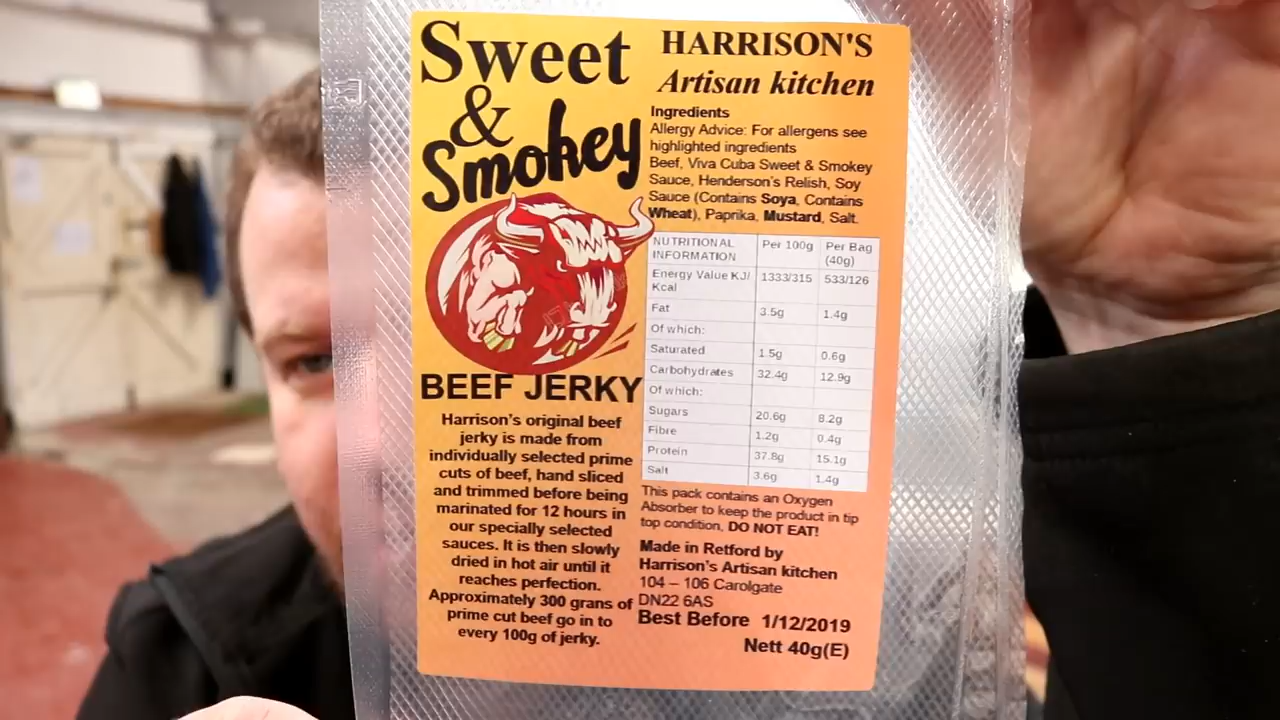 Sweet
&
Smokey
BEEF JERKY
Harrison's original beef
jerky is made from
individually selected prime
cuts of beef, hand sliced
and trimmed before being
marinated for 12 hours in
our specially selected
sauces. It is then slowly
dried in hot air until it
reaches perfection.
Approximately 300 grans of
prime cut beef go in to
every 100g of jerky.
HARRISON'S
Artisan kitchen
Ingredients
Allergy Advice: For allergens see
highlighted ingredients
Beef, Viva Cuba Sweet & Smokey
Sauce, Henderson's Relish, Soy
Sauce (Contains Soya, Contains
Wheat), Paprika, Mustard, Salt.
NUTRITIONAL INFORMATION Per 100g Per Bag (40g)
Energy Value KJ/ Kcal 1333/315 533/126
Fat 3.5g 1.4g
Of which:
Saturated 1.5g 0.6g
Carbohydrates 32.4g 12.9g
Of which:
Sugars 20.6g 8.2g
Fibre 1.2g 0.4g
Protein 37.8g 15.1g
Salt 3.6g 1.4g
This pack contains an Oxygen
Absorber to keep the product in tip
top condition, DO NOT EAT!
Made in Retford by
Harrison's Artisan kitchen
104 – 106 Carolgate
DN22 6AS
Best Before 1/12/2019
Nett 40g(E)